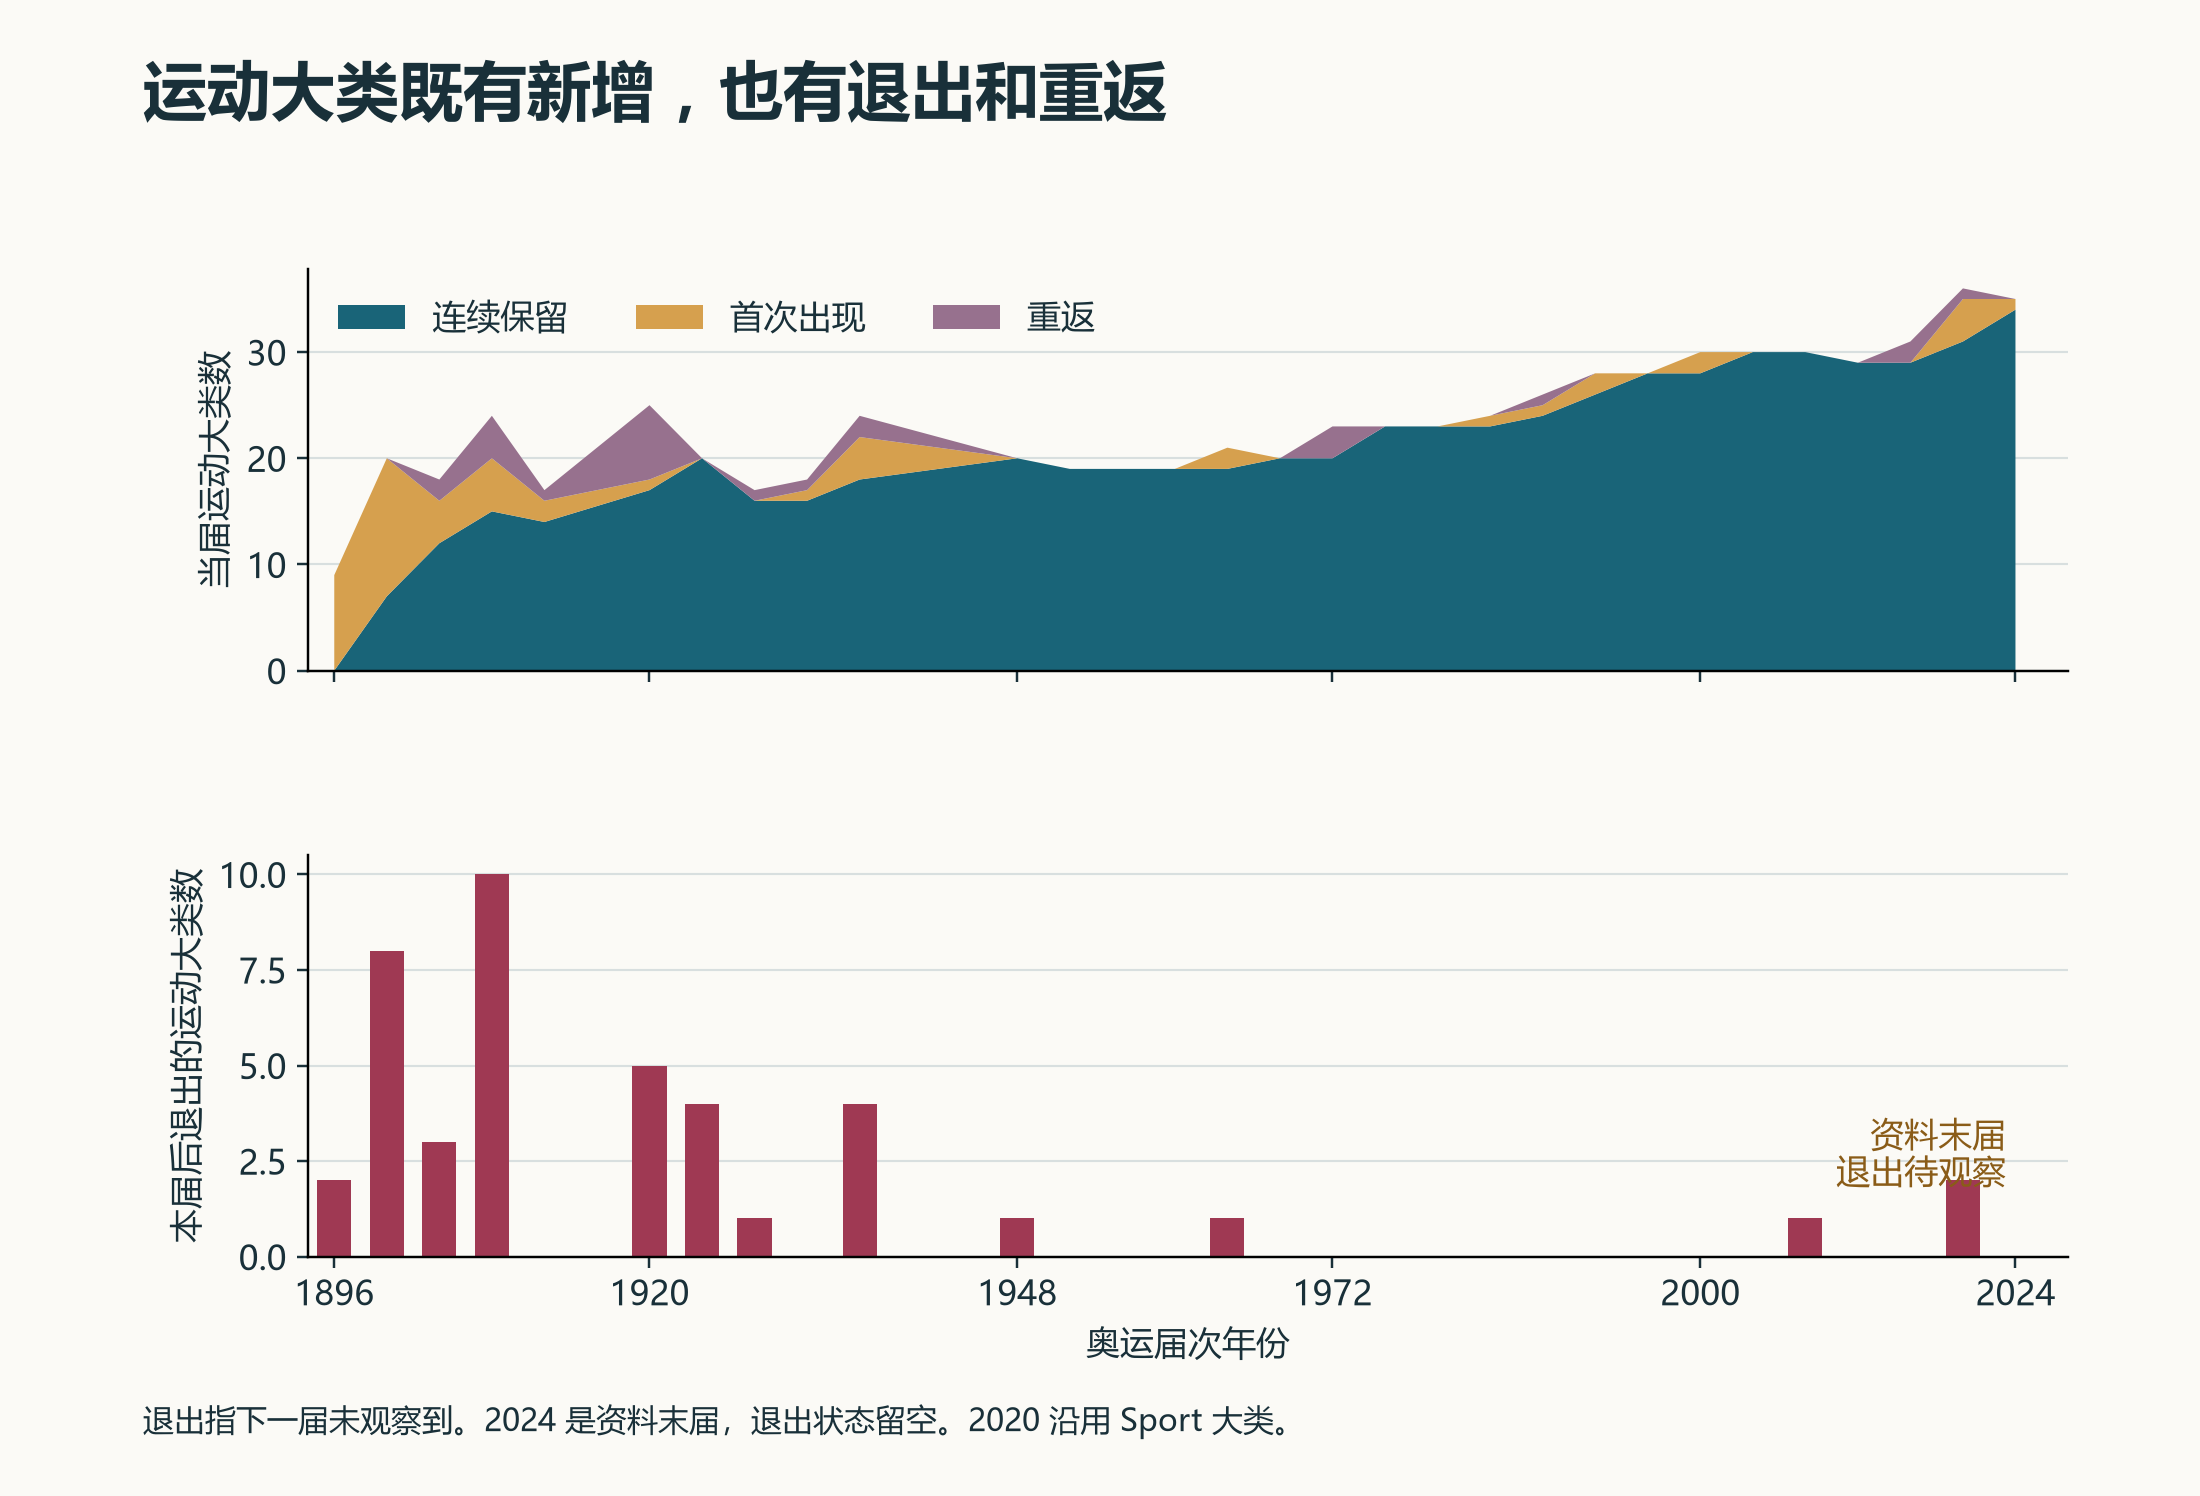 运动大类既有新增，也有退出和重返
连续保留
首次出现
重返
当届运动大类数
30
20
10
0
本届后退出的运动大类数
10.0
7.5
5.0
2.5
0.0
资料末届
退出待观察
1896
1920
1948
1972
2000
2024
奥运届次年份
退出指下一届未观察到。2024 是资料末届，退出状态留空。2020 沿用 Sport 大类。